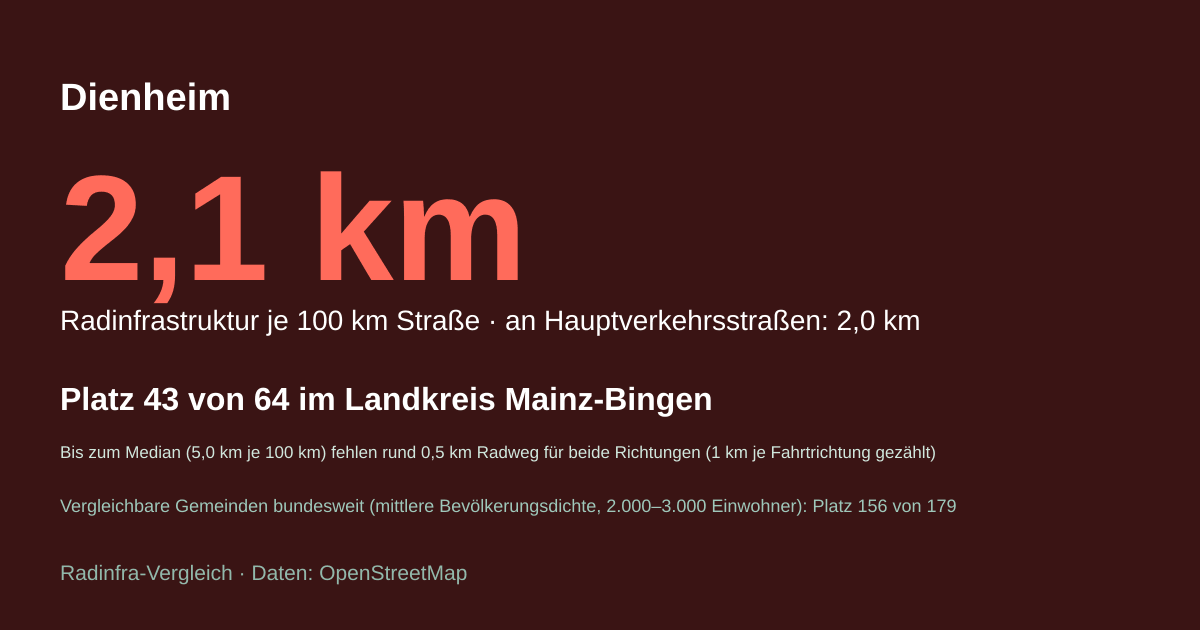 Dienheim
2,1 km
Radinfrastruktur je 100 km Straße · an Hauptverkehrsstraßen: 2,0 km
Platz 43 von 64 im Landkreis Mainz-Bingen
Bis zum Median (5,0 km je 100 km) fehlen rund 0,5 km Radweg für beide Richtungen (1 km je Fahrtrichtung gezählt)
Vergleichbare Gemeinden bundesweit (mittlere Bevölkerungsdichte, 2.000–3.000 Einwohner): Platz 156 von 179
Radinfra-Vergleich · Daten: OpenStreetMap